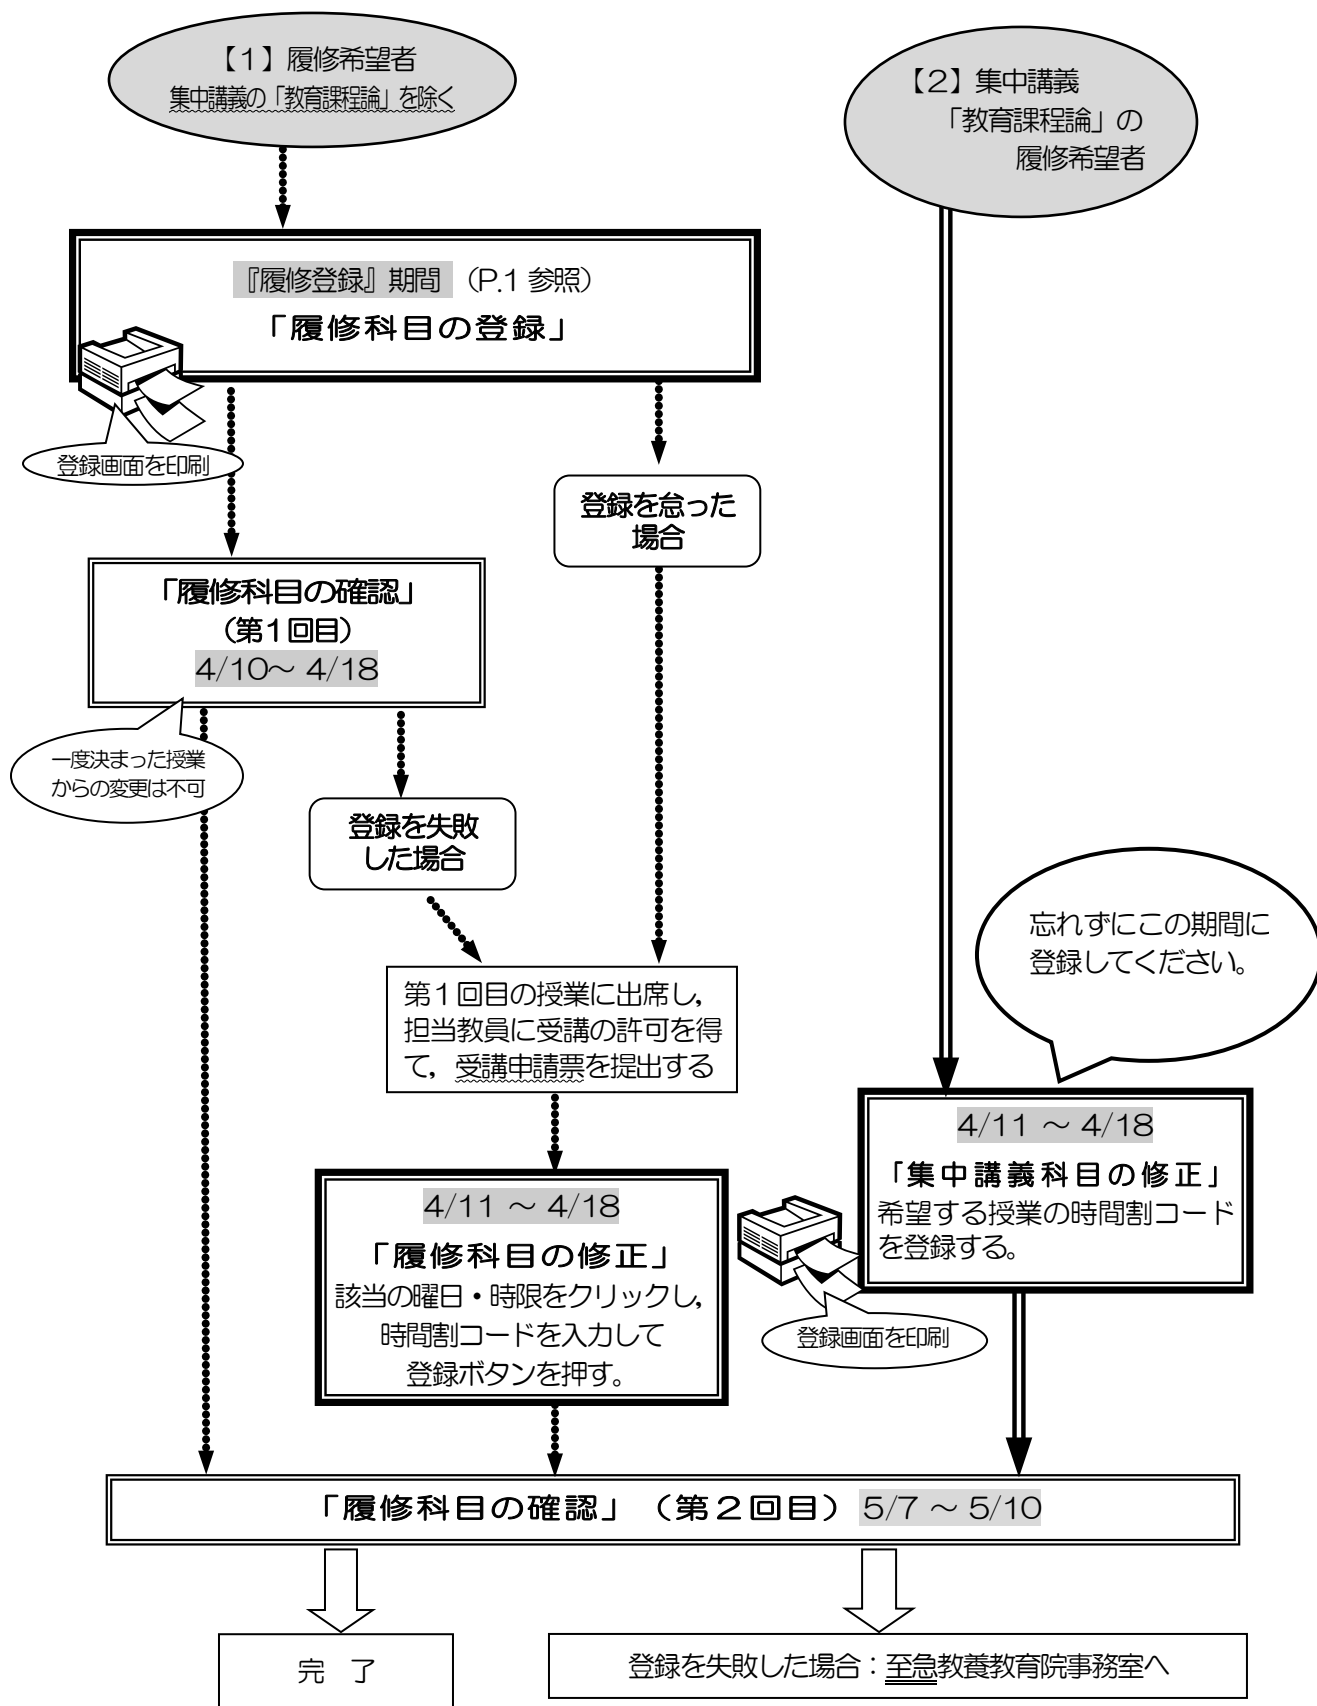 【1】履修希望者
集中講義の「教育課程論」を除く
【2】集中講義
「教育課程論」の
履修希望者
『履修登録』期間 （P.1 参照）
「履修科目の登録」
登録画面を印刷
登録を怠った
場合
「履修科目の確認」
（第1回目）
4/10～ 4/18
一度決まった授業
からの変更は不可
登録を失敗
した場合
忘れずにこの期間に
登録してください。
第1回目の授業に出席し，
担当教員に受講の許可を得
て，受講申請票を提出する
4/11 ～ 4/18
「集中講義科目の修正」
希望する授業の時間割コード
を登録する。
4/11 ～ 4/18
「履修科目の修正」
該当の曜日・時限をクリックし，
時間割コードを入力して
登録ボタンを押す。
登録画面を印刷
「履修科目の確認」（第2回目）5/7 ～ 5/10
完 了
登録を失敗した場合：至急教養教育院事務室へ